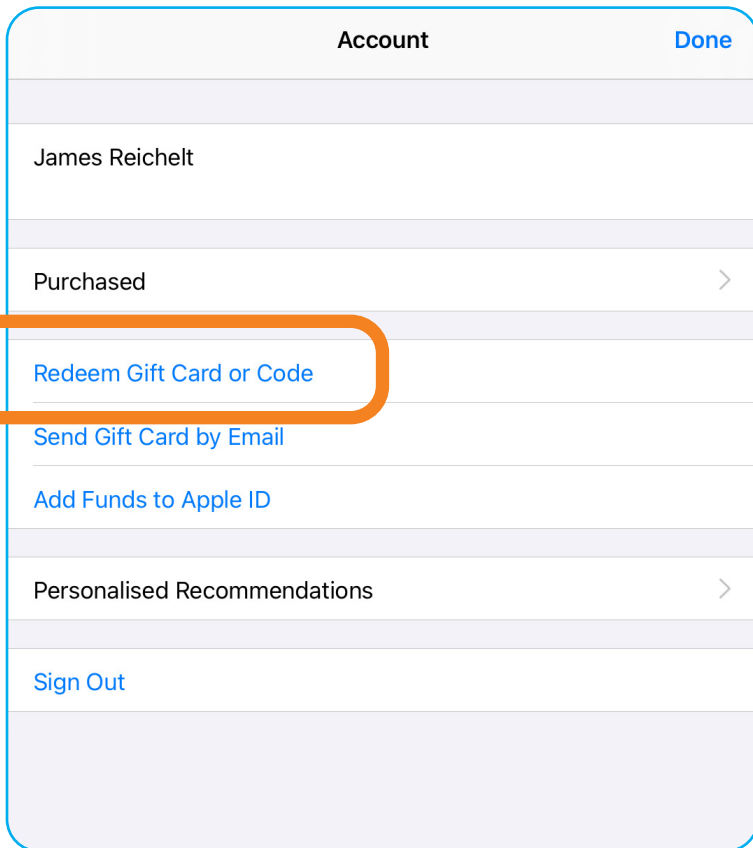 Account
Done
James Reichelt
Purchased
Redeem Gift Card or Code
Send Gift Card by Email
Add Funds to Apple ID
Personalised Recommendations
Sign Out